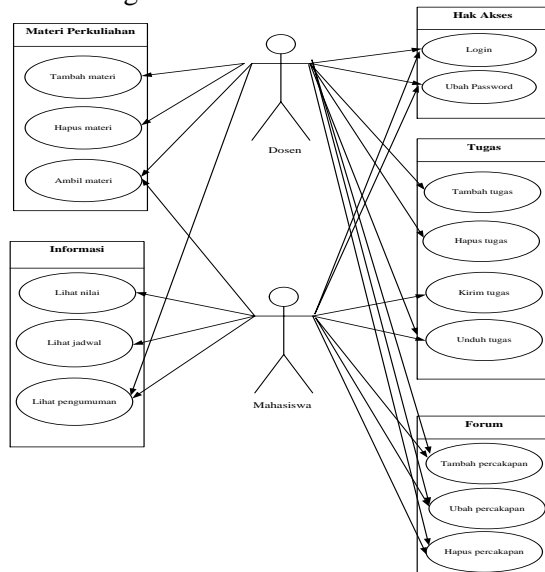 Materi Perkuliahan
Tambah materi
Hapus materi
Ambil materi
Informasi
Lihat nilai
Lihat jadwal
Lihat pengumuman
Dosen
Mahasiswa
Hak Akses
Login
Ubah Password
Tugas
Tambah tugas
Hapus tugas
Kirim tugas
Unduh tugas
Forum
Tambah percakapan
Ubah percakapan
Hapus percakapan